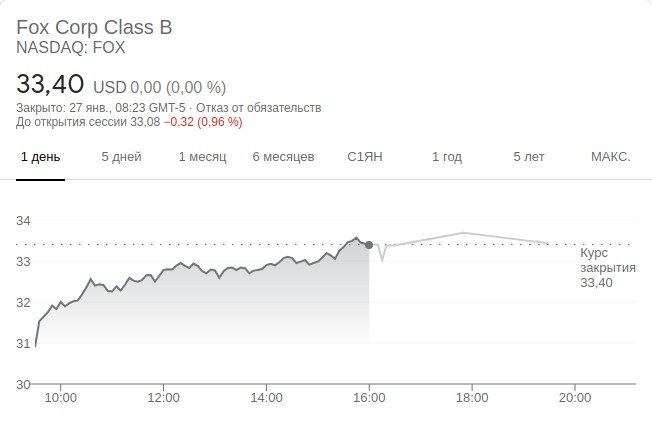 Fox Corp Class B
NASDAQ: FOX
33,40 USD 0,00 (0,00 %)
Закрыто: 27 янв., 08:23 GMT-5 · Отказ от обязательств
До открытия сессии 33,08 −0,32 (0,96 %)
1 день 5 дней 1 месяц 6 месяцев С1ЯН 1 год 5 лет МАКС.
34
33
32
31
30
Курс
закрытия
33,40
10:00 12:00 14:00 16:00 18:00 20:00